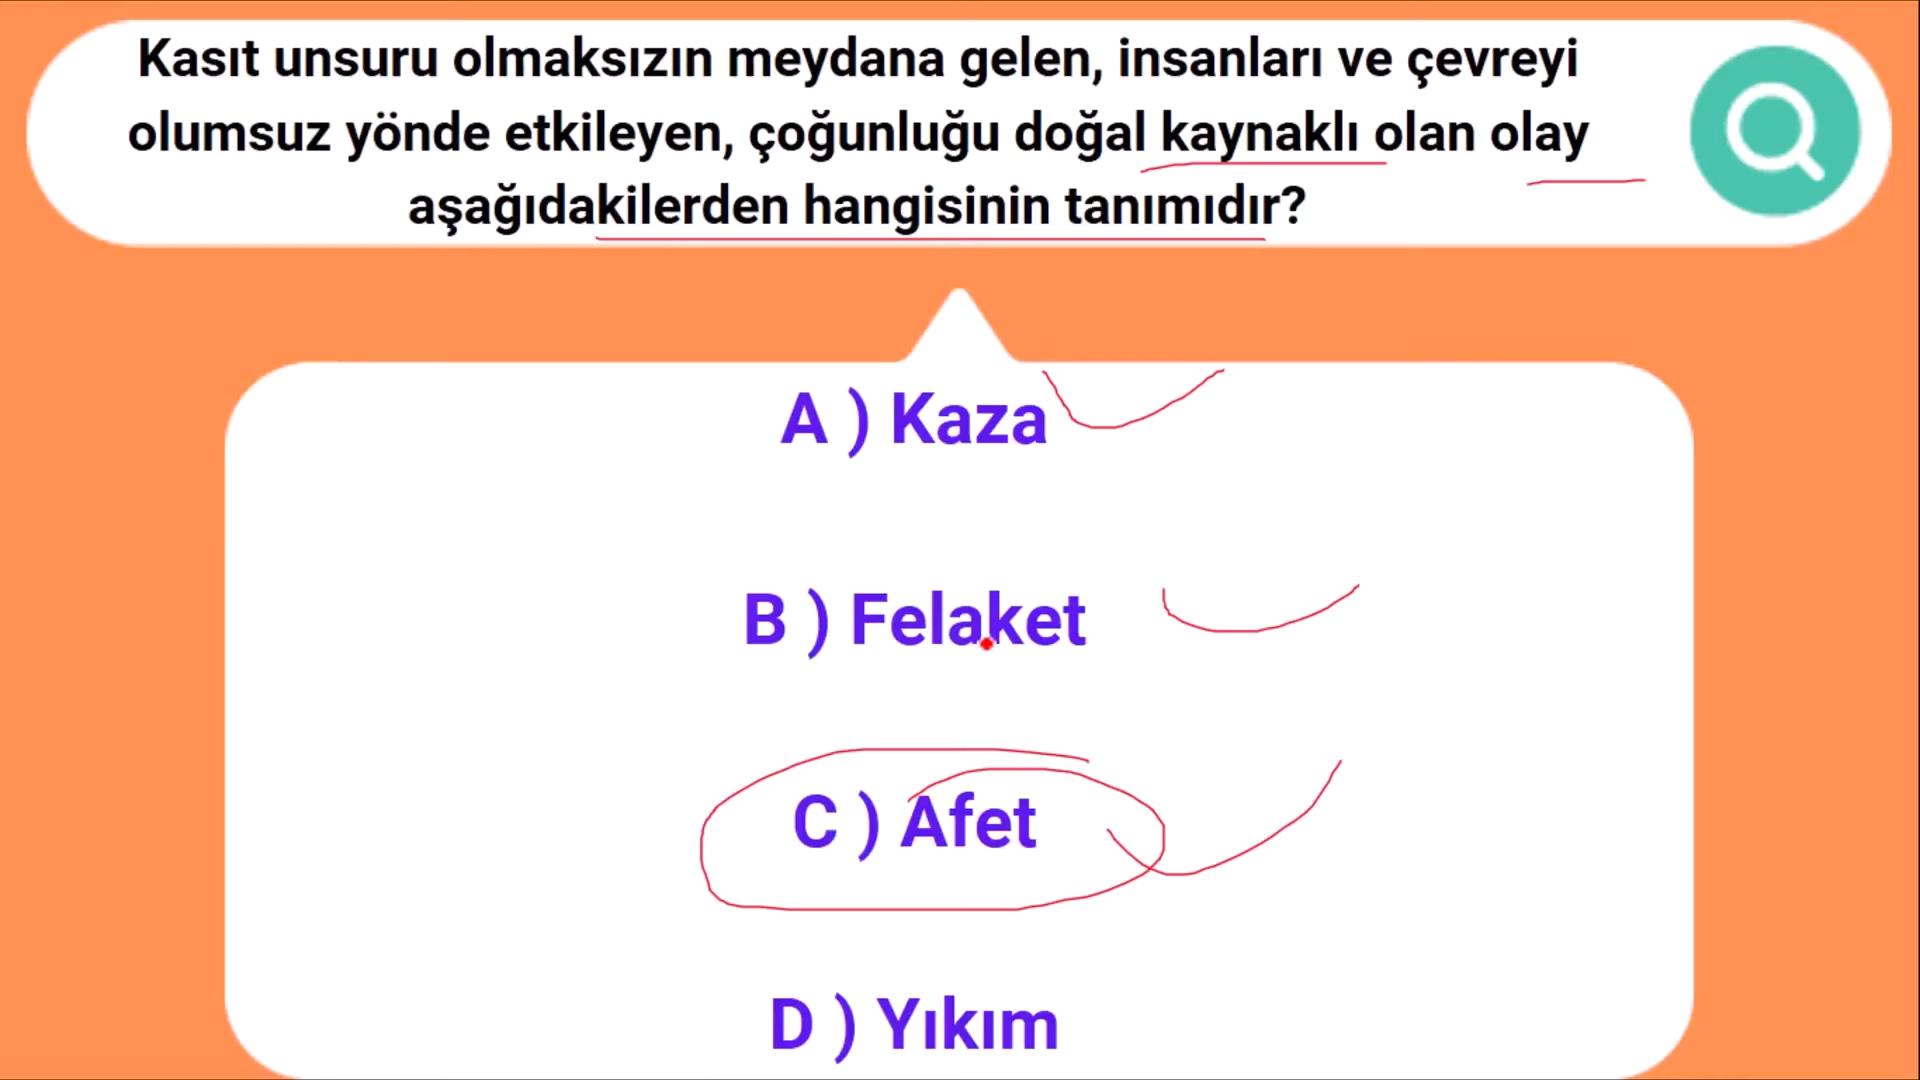 Kasıt unsuru olmaksızın meydana gelen, insanları ve çevreyi
olumsuz yönde etkileyen, çoğunluğu doğal kaynaklı olan olay
aşağıdakilerden hangisinin tanımıdır?
A ) Kaza
B ) Felaket
C ) Afet
D ) Yıkım